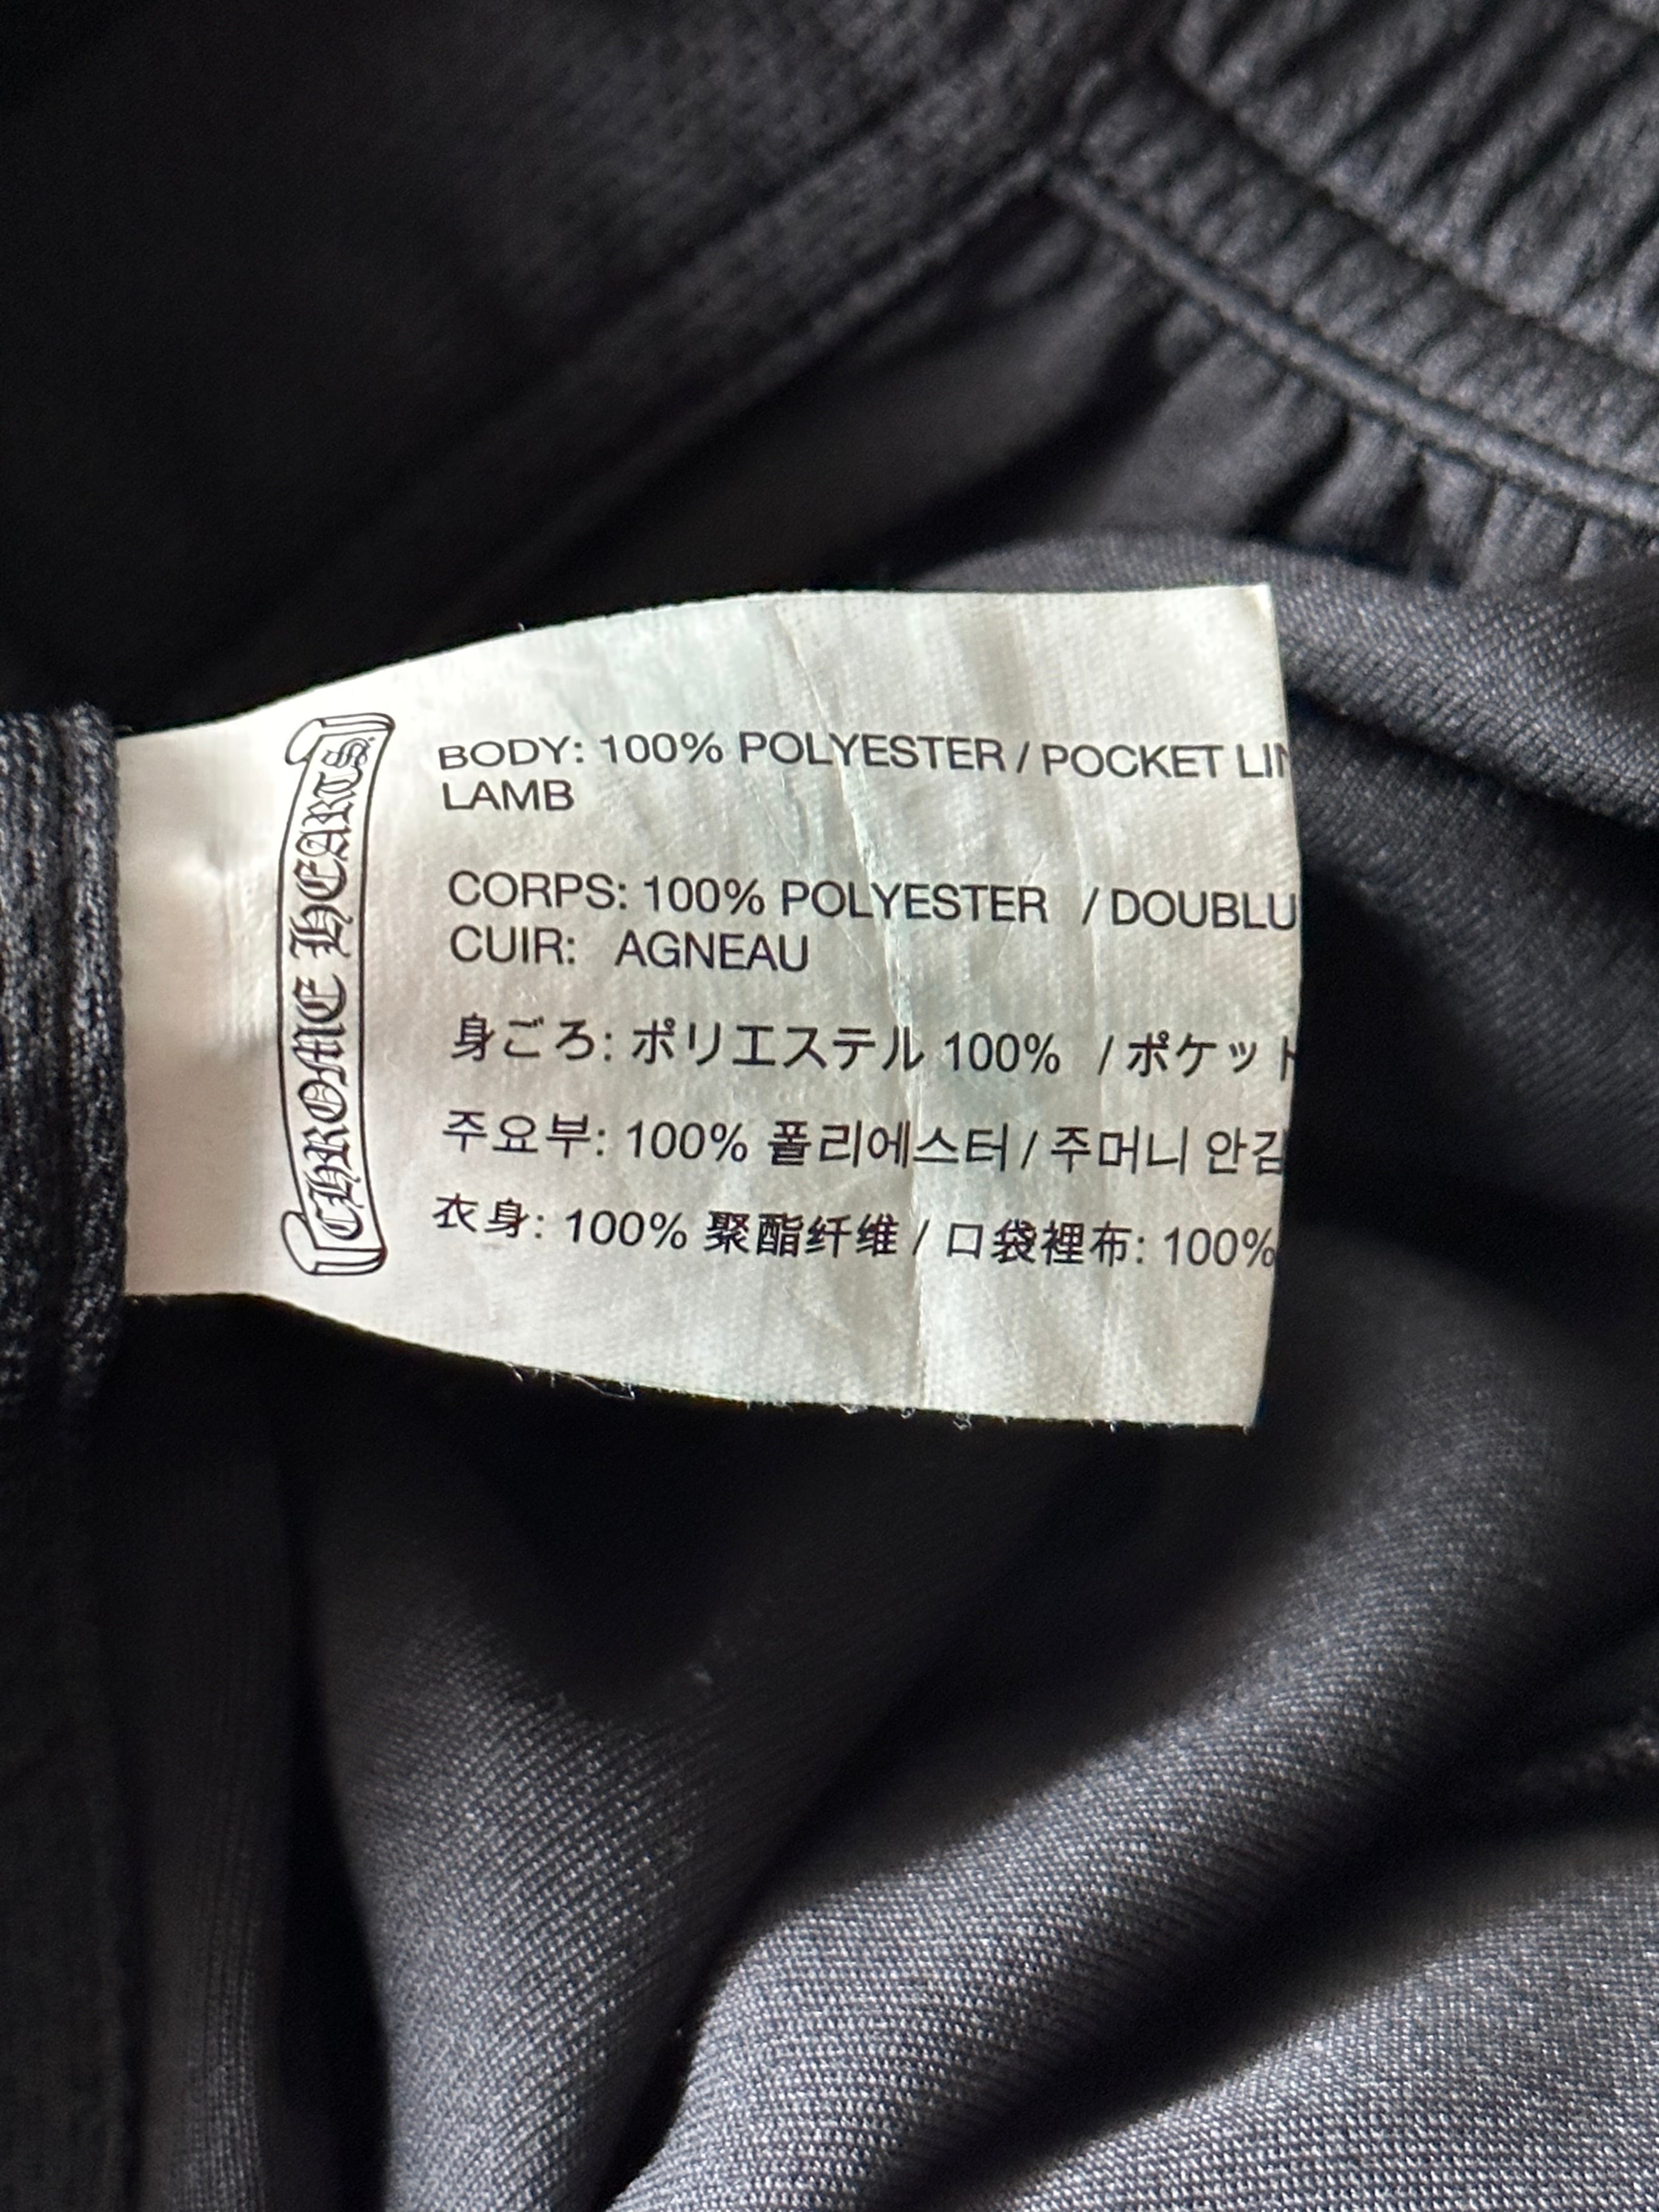 CHROME HEARTS
BODY: 100% POLYESTER / POCKET LIN
LAMB
CORPS: 100% POLYESTER / DOUBLU
CUIR: AGNEAU
身ごろ: ポリエステル 100% / ポケット
주요부: 100% 폴리에스터 / 주머니 안감
衣身: 100% 聚酯纤维 / 口袋裡布: 100%